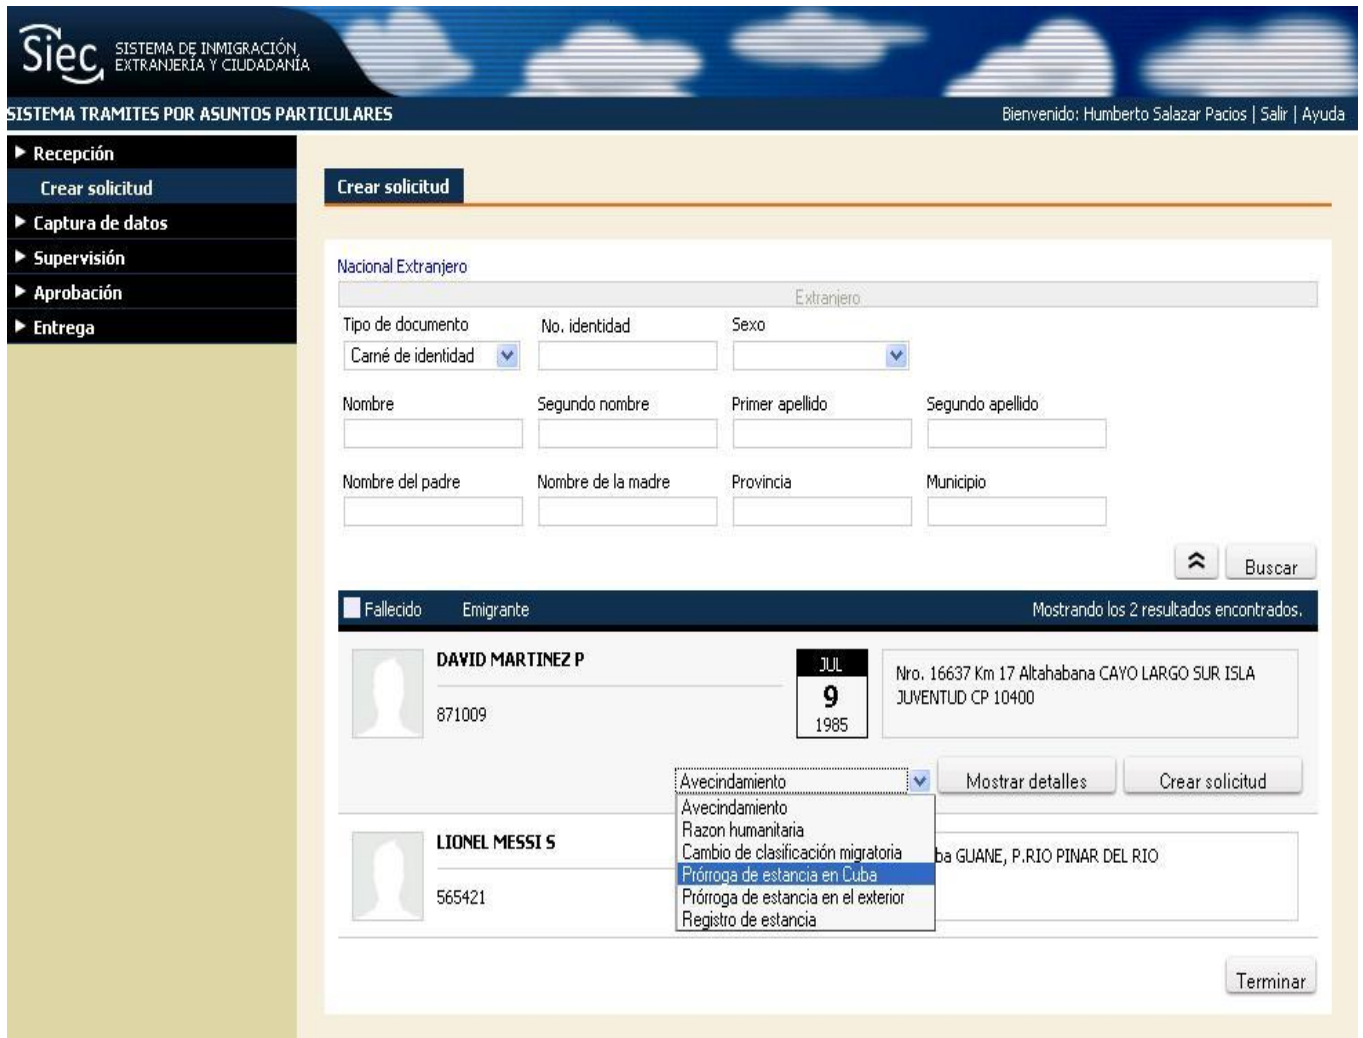 Siec SISTEMA DE INMIGRACIÓN,
EXTRANJERÍA Y CIUDADANÍA
SISTEMA TRAMITES POR ASUNTOS PARTICULARES
Bienvenido: Humberto Salazar Pacios | Salir | Ayuda
Recepción
Crear solicitud
Captura de datos
Supervisión
Aprobación
Entrega
Crear solicitud
Nacional Extranjero
Extranjero
Tipo de documento No. identidad Sexo
Carné de identidad
Nombre Segundo nombre Primer apellido Segundo apellido
Nombre del padre Nombre de la madre Provincia Municipio
Buscar
Fallecido Emigrante Mostrando los 2 resultados encontrados.
DAVID MARTINEZ P
871009
JUL
9
1985
Nro. 16637 Km 17 Altahabana CAYO LARGO SUR ISLA
JUVENTUD CP 10400
Avecindamiento Mostrar detalles Crear solicitud
Avecindamiento
Razon humanitaria
Cambio de clasificación migratoria
Prórroga de estancia en Cuba
Prórroga de estancia en el exterior
Registro de estancia
LIONEL MESSI S
565421
ba GUANE, P.RIO PINAR DEL RIO
Terminar